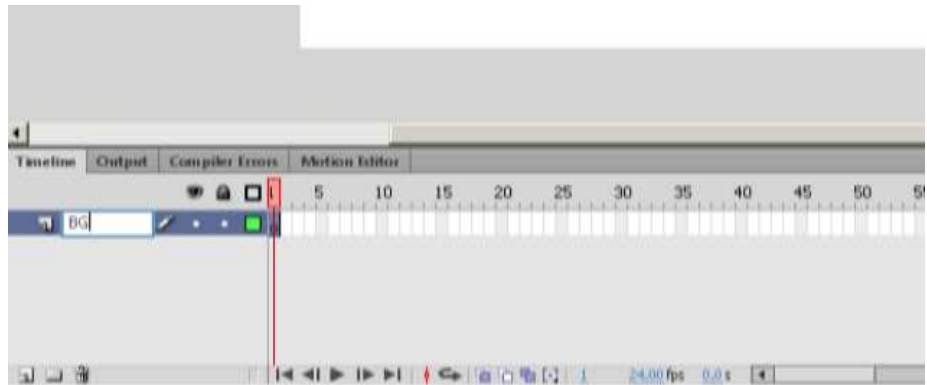 Timeline Output Compiler Errors Motion Editor
1 5 10 15 20 25 30 35 40 45 50 55
BG
1 24.00 fps 0.0 s